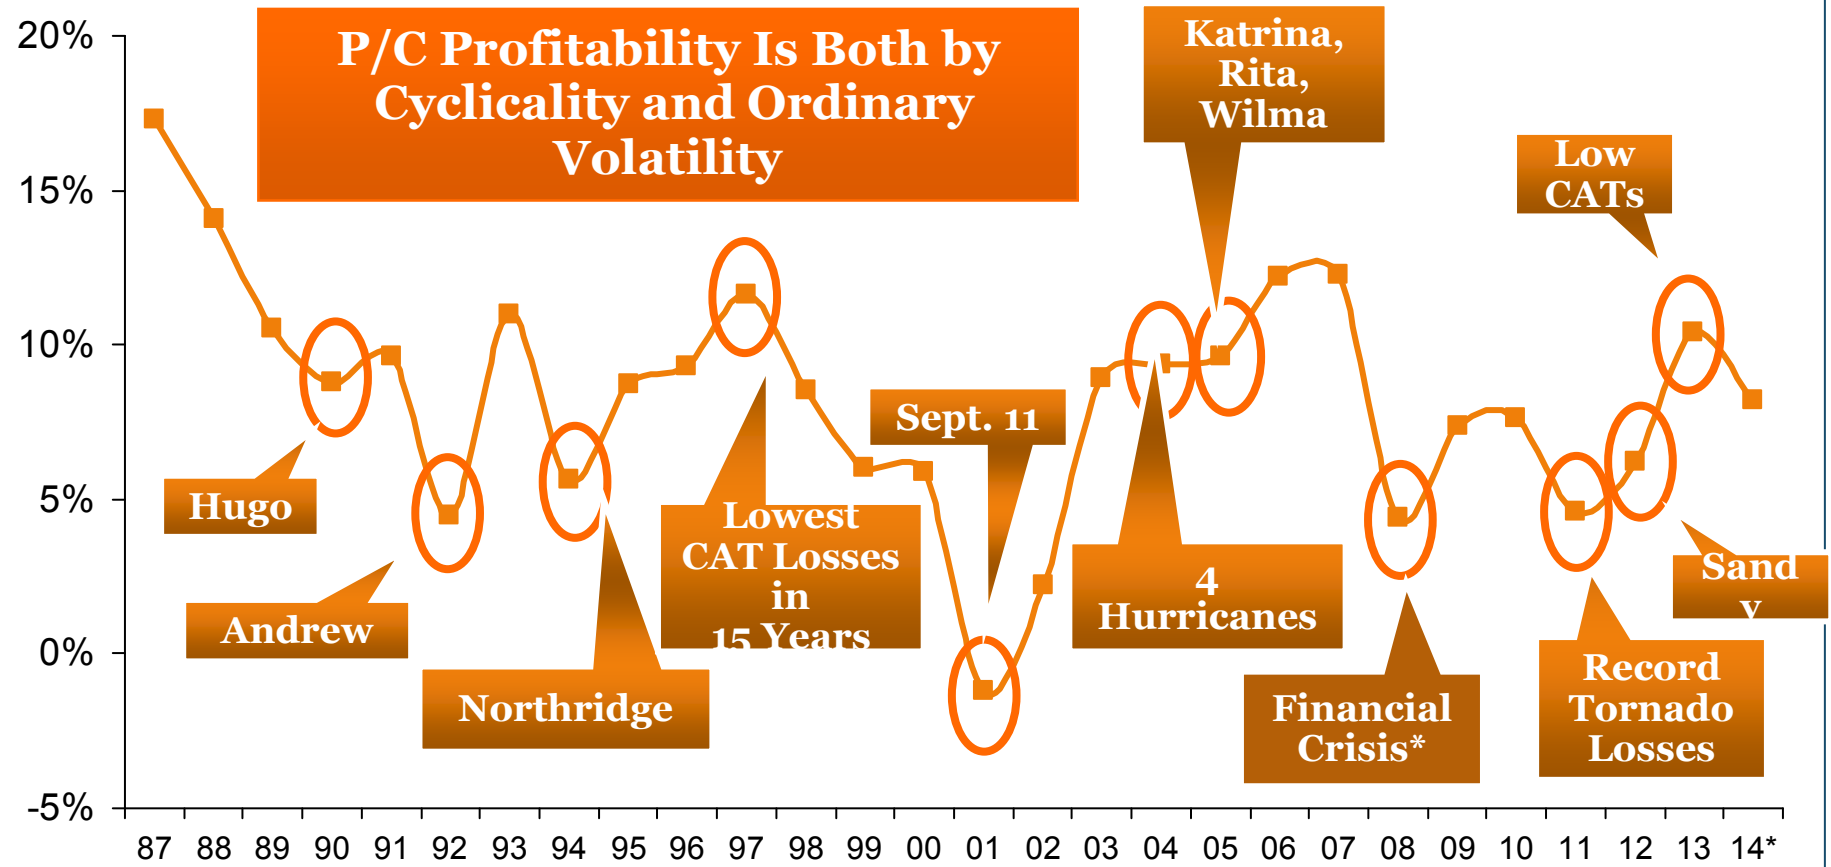 P/C Profitability Is Both by
Cyclicality and Ordinary
Volatility
Katrina,
Rita,
Wilma
Low
CATs
Sept. 11
Hugo
Andrew
Northridge
Lowest
CAT Losses
in
15 Years
4
Hurricanes
Financial
Crisis*
Record
Tornado
Losses
Sand
y
20%
15%
10%
5%
0%
-5%
87 88 89 90 91 92 93 94 95 96 97 98 99 00 01 02 03 04 05 06 07 08 09 10 11 12 13 14*